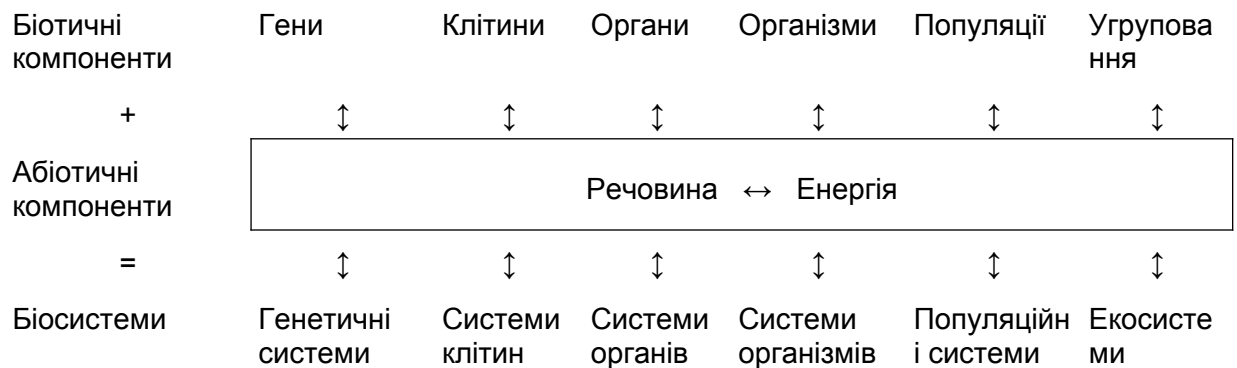 Біотичні компоненти Гени Клітини Органи Організми Популяції Угрупова
ння
+ ↕ ↕ ↕ ↕ ↕ ↕
Абіотичні
компоненти
Речовина ↔ Енергія
= ↕ ↕ ↕ ↕ ↕ ↕
Біосистеми Генетичні Системи Системи Системи Популяційн Екосисте
системи клітин органів організмів і системи ми